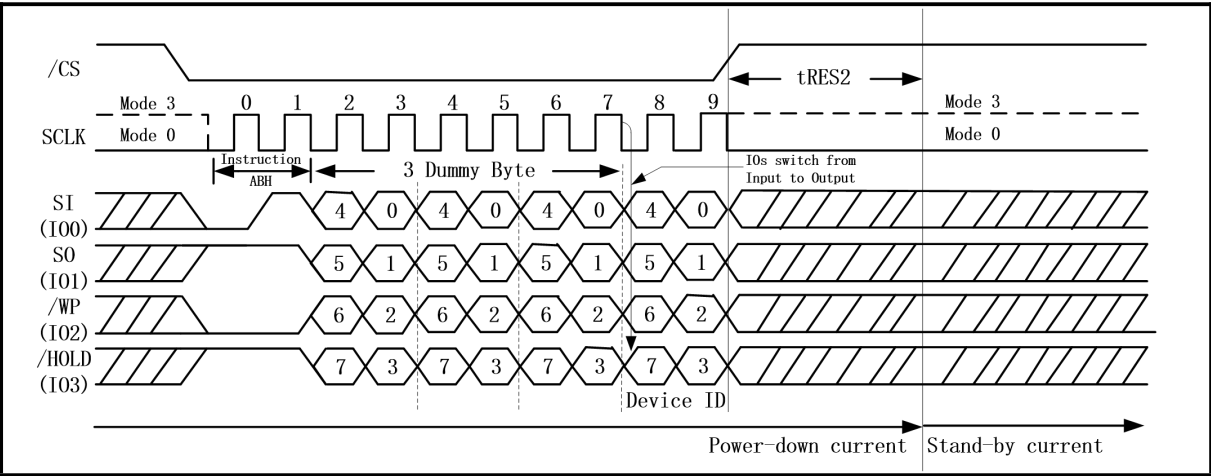 /CS
tRES2
Mode 3
0 1 2 3 4 5 6 7 8 9
Mode 3
SCLK
Mode 0
Mode 0
Instruction
ABH
3 Dummy Byte
IOs switch from
Input to Output
SI
(IO0)
4 0 4 0 4 0 4 0
SO
(IO1)
5 1 5 1 5 1 5 1
/WP
(IO2)
6 2 6 2 6 2 6 2
/HOLD
(IO3)
7 3 7 3 7 3 7 3
Device ID
Power-down current
Stand-by current